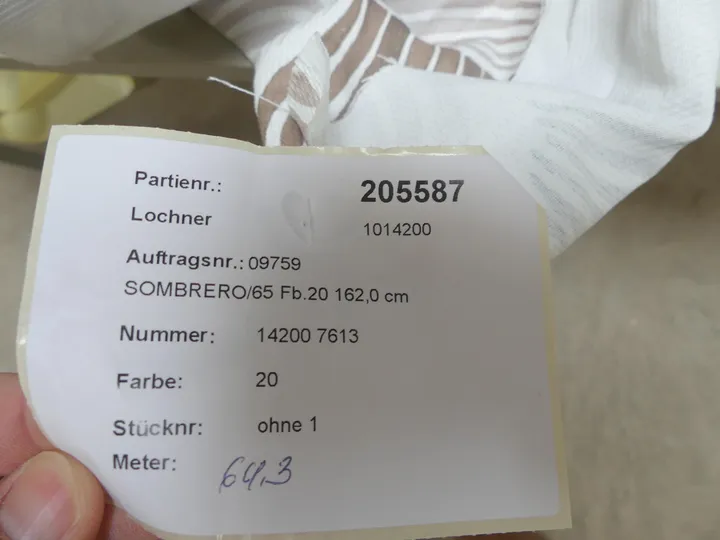 Partienr.: 205587
Lochner 1014200
Auftragsnr.: 09759
SOMBRERO/65 Fb.20 162,0 cm
Nummer: 14200 7613
Farbe: 20
Stücknr: ohne 1
Meter: 64,3